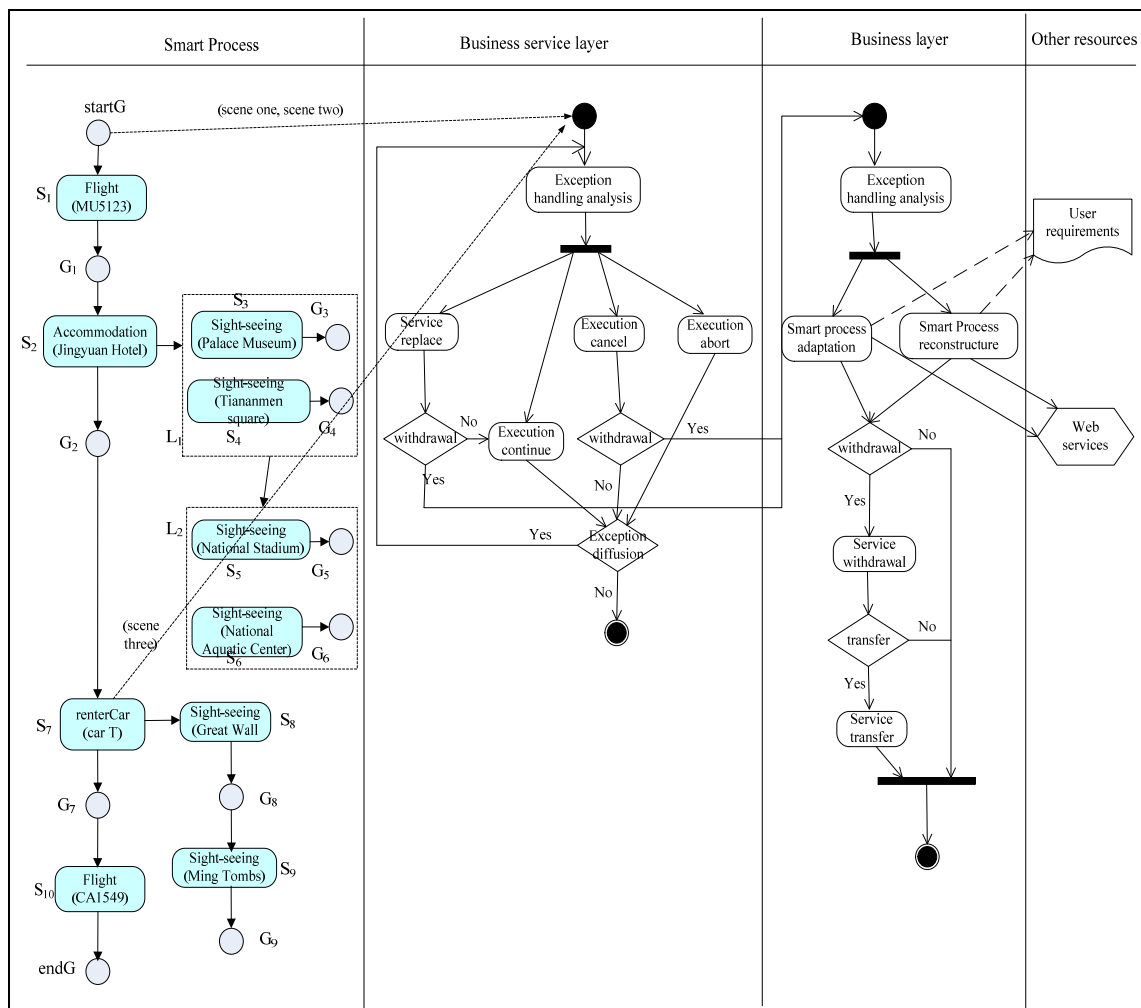 Smart Process
Business service layer
Business layer
Other resources
startG
(scene one, scene two)
S1
Flight
(MU5123)
G1
S2
Accommodation
(Jingyuan Hotel)
G2
S3
Sight-seeing
(Palace Museum)
G3
Sight-seeing
(Tiananmen
square)
G4
L1
S4
L2
Sight-seeing
(National Stadium)
S5
G5
Sight-seeing
(National
Aquatic Center)
S6
G6
(scene
three)
S7
renterCar
(car T)
Sight-seeing
(Great Wall
S8
G7
G8
Sight-seeing
(Ming Tombs)
S9
S10
Flight
(CA1549)
G9
endG
Exception
handling analysis
Service
replace
Execution
cancel
Execution
abort
withdrawal
No
Execution
continue
withdrawal
Yes
Yes
No
Yes
Exception
diffusion
No
Exception
handling analysis
Smart process
adaptation
Smart Process
reconstructure
withdrawal
No
Yes
Service
withdrawal
transfer
No
Yes
Service
transfer
User
requirements
Web
services